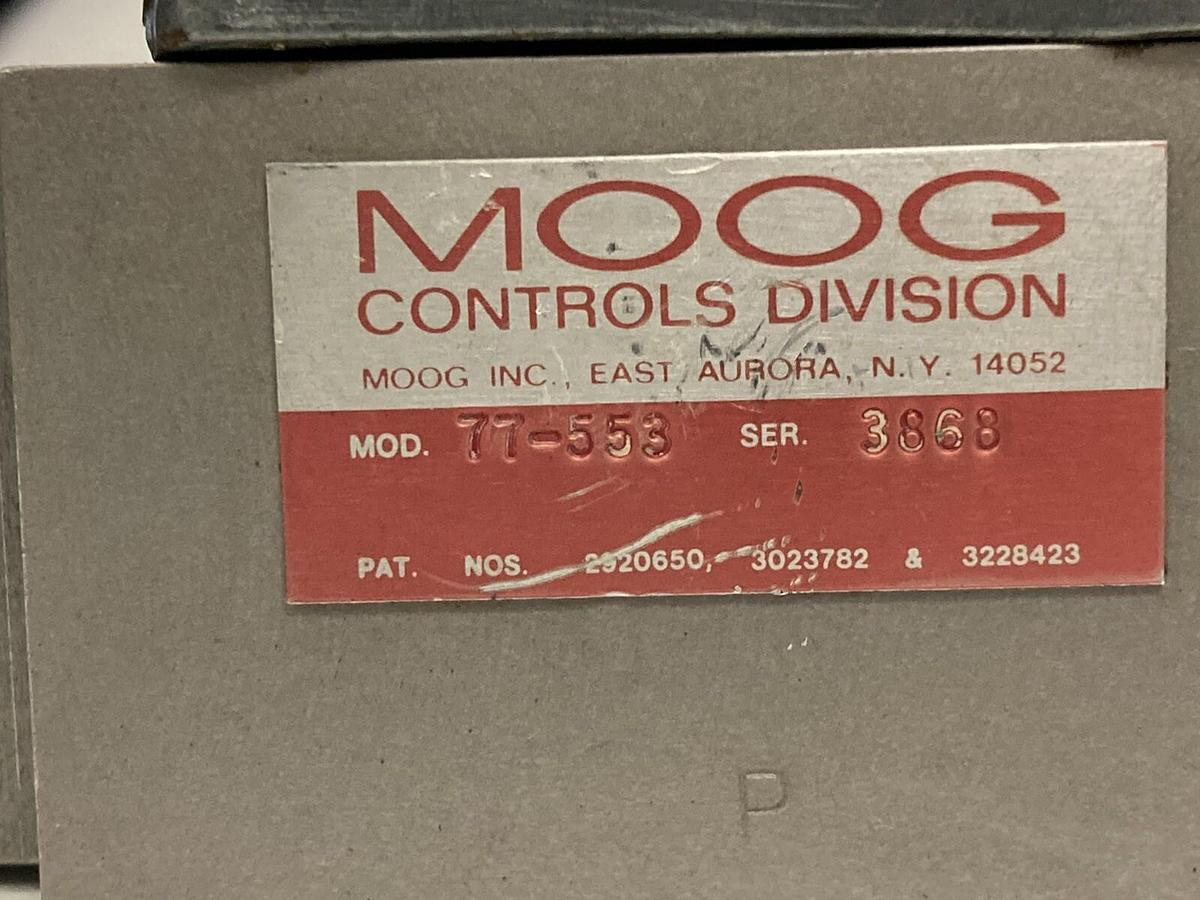 MOOG
CONTROLS DIVISION
MOOG INC., EAST AURORA, N.Y. 14052
MOD. 77-553 SER. 3868
PAT. NOS. 2920650, 3023782 & 3228423
P